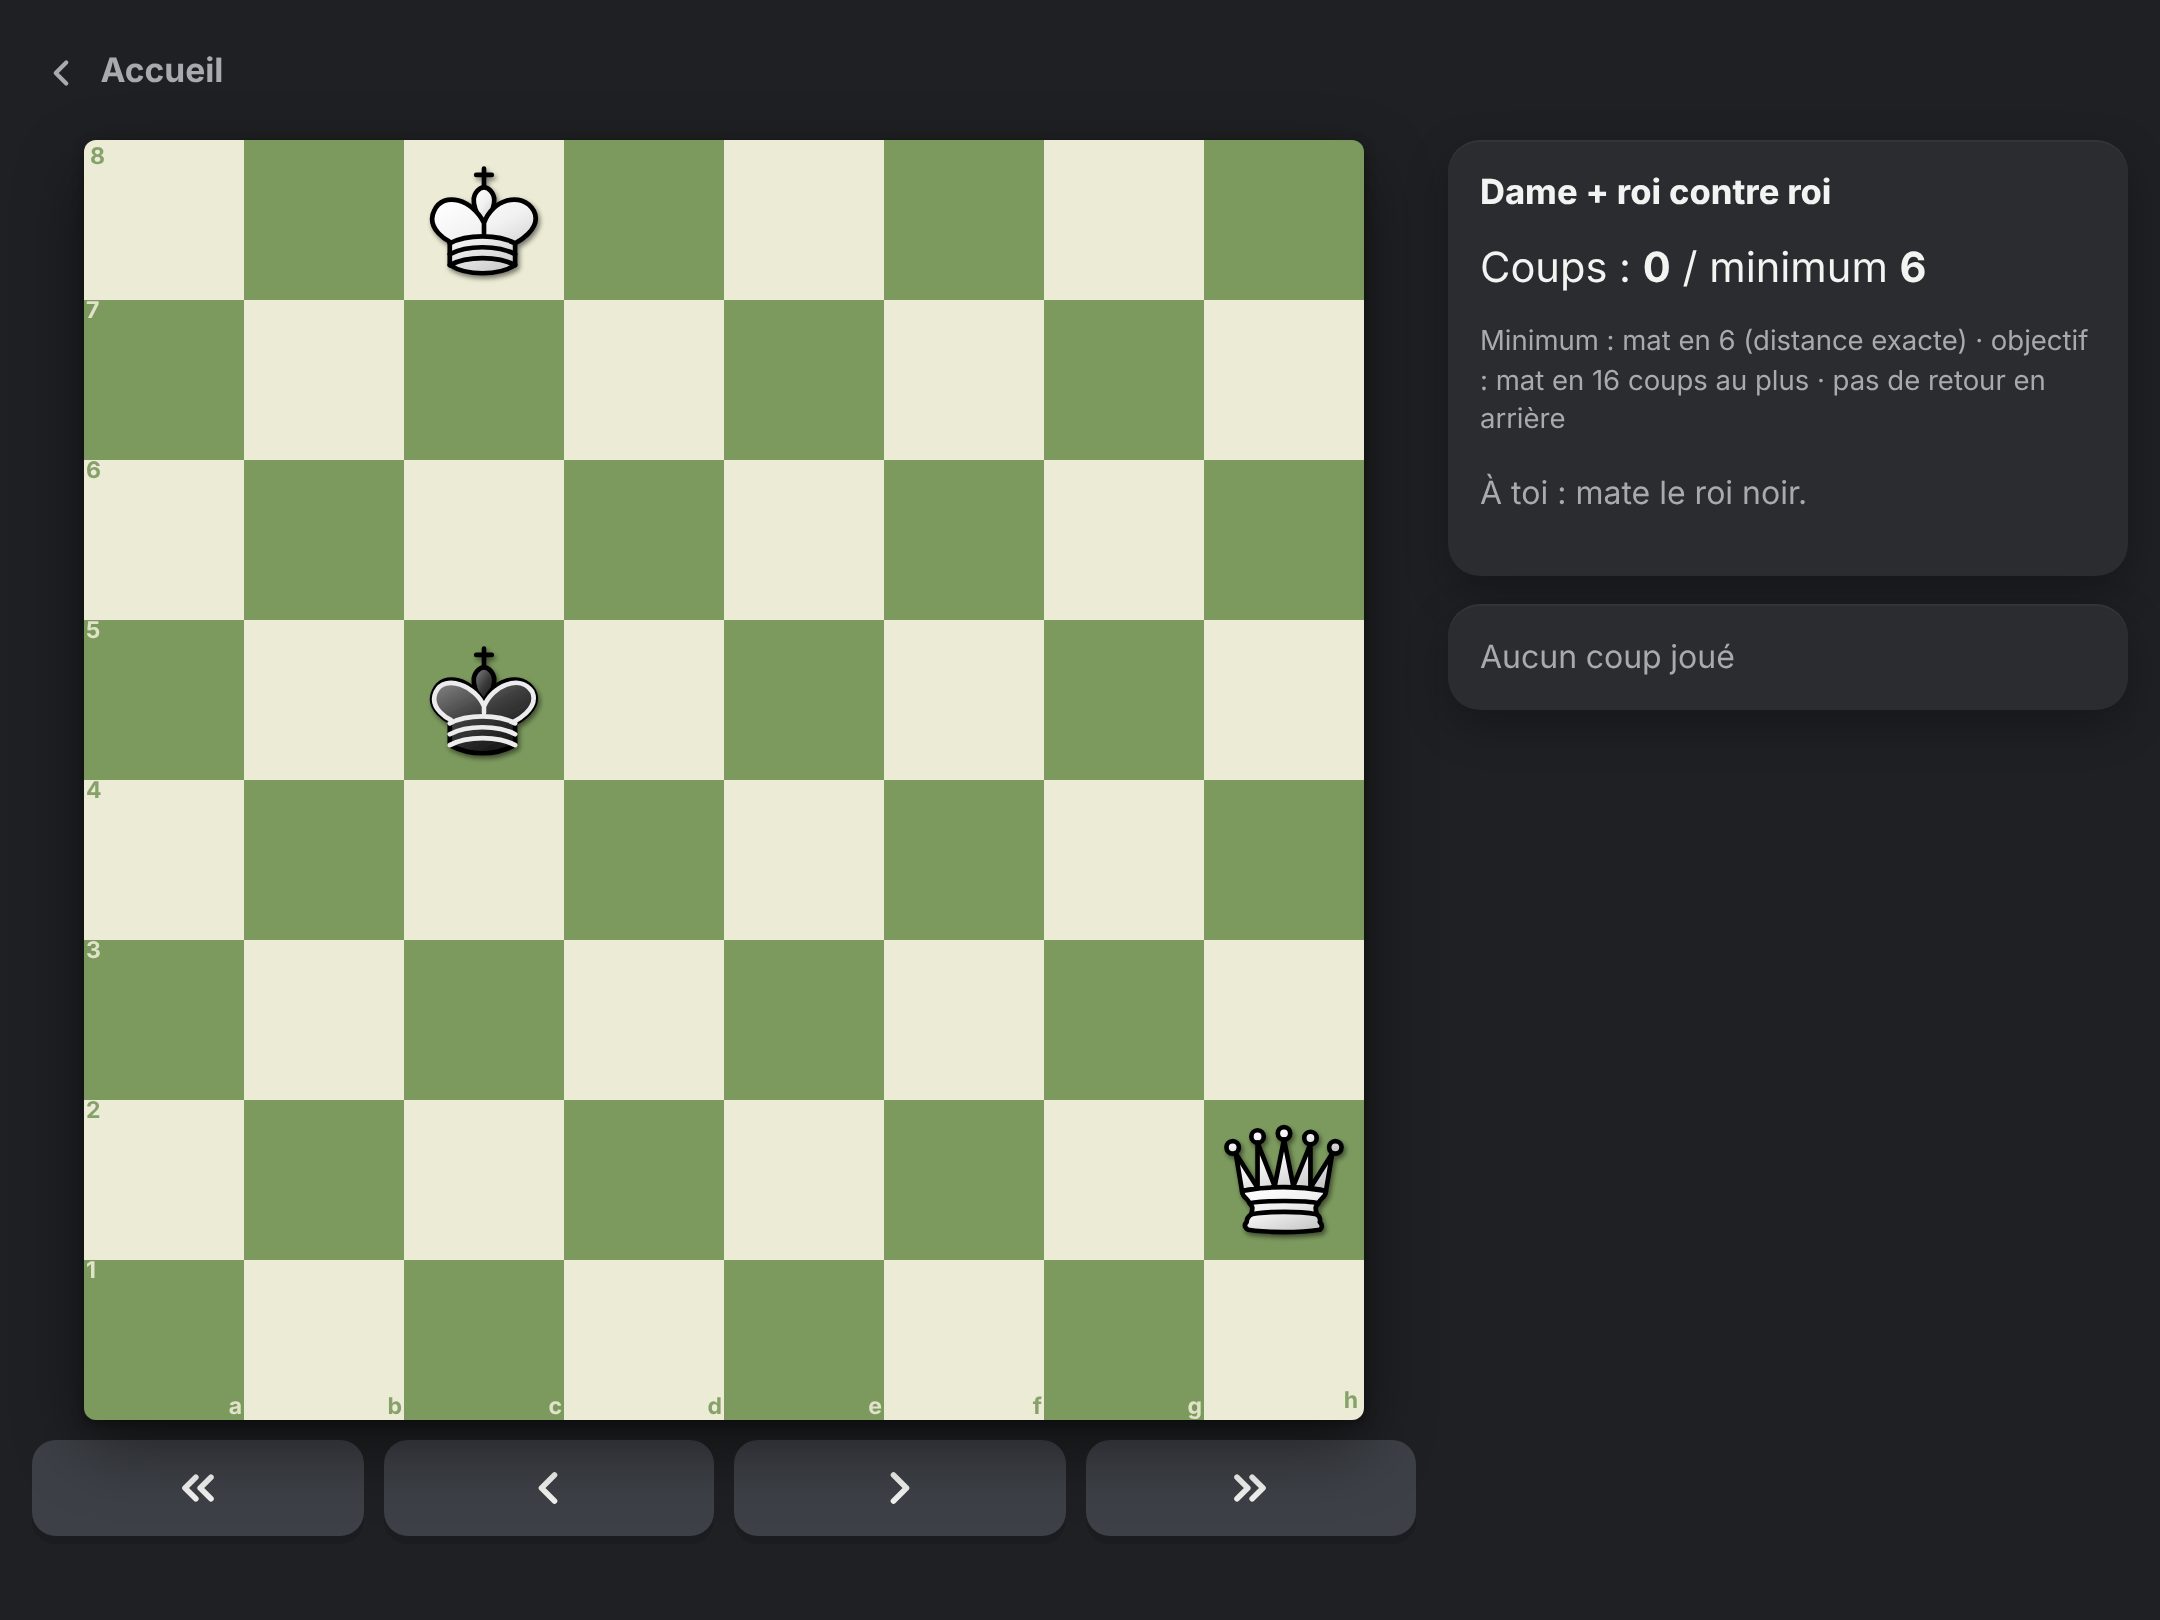 Accueil
8
7
6
5
4
3
2
1
a b c d e f g h
Dame + roi contre roi
Coups : 0 / minimum 6
Minimum : mat en 6 (distance exacte) · objectif
: mat en 16 coups au plus · pas de retour en
arrière
À toi : mate le roi noir.
Aucun coup joué